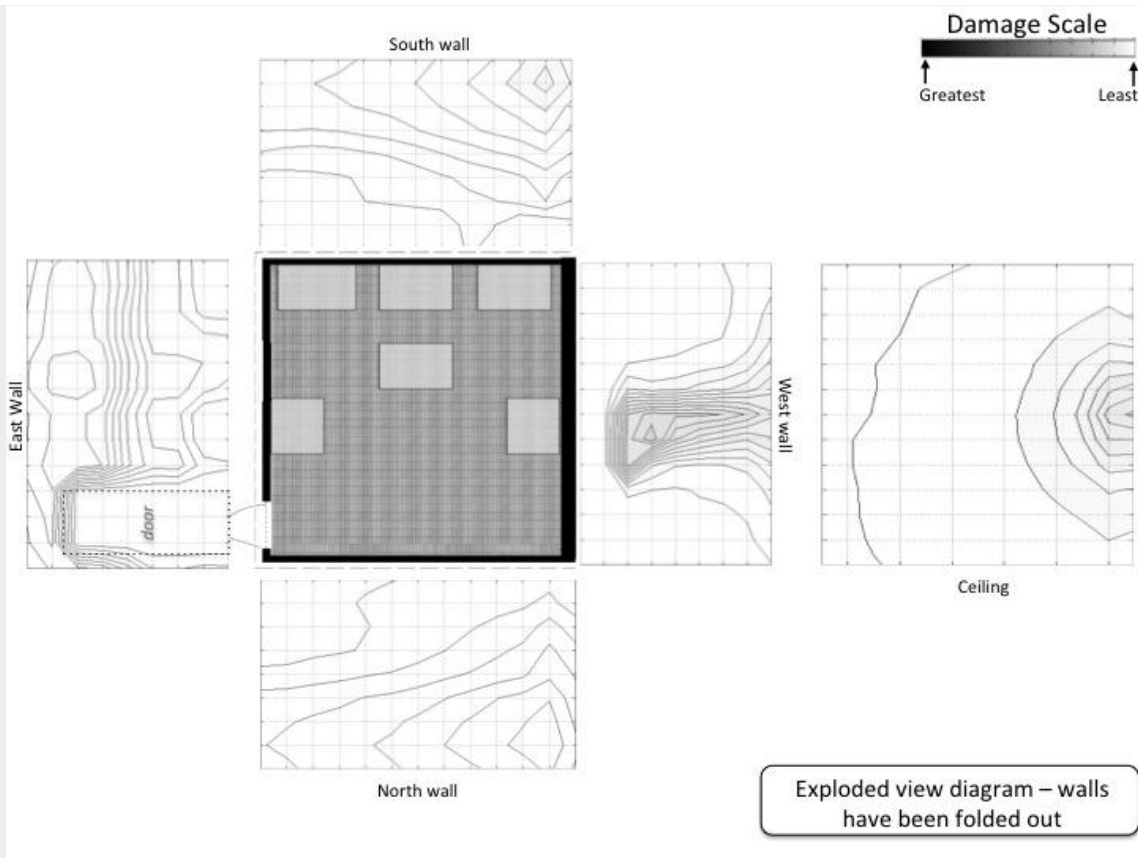 Damage Scale
Greatest
Least
South wall
East Wall
door
West wall
Ceiling
North wall
Exploded view diagram – walls
have been folded out